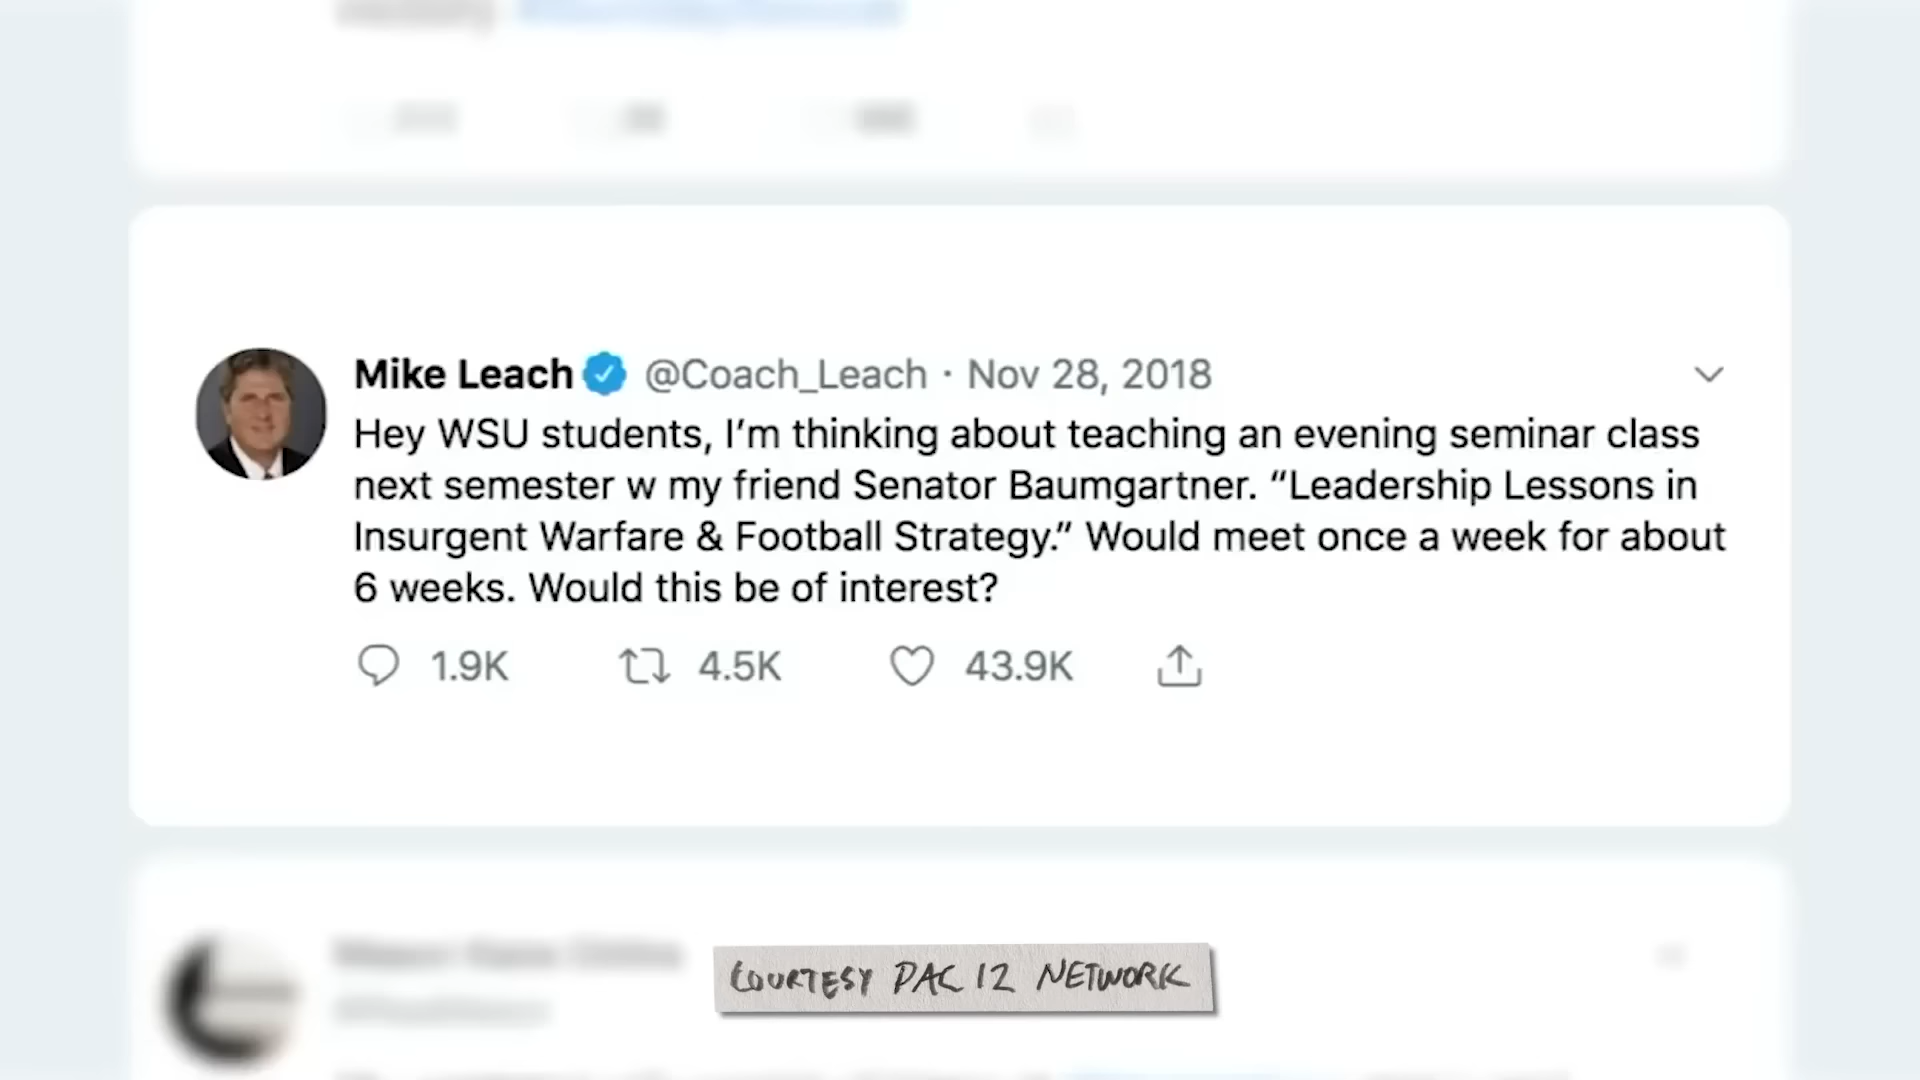 Mike Leach @Coach_Leach · Nov 28, 2018
Hey WSU students, I’m thinking about teaching an evening seminar class
next semester w my friend Senator Baumgartner. “Leadership Lessons in
Insurgent Warfare & Football Strategy.” Would meet once a week for about
6 weeks. Would this be of interest?
1.9K 4.5K 43.9K
COURTESY PAC 12 NETWORK